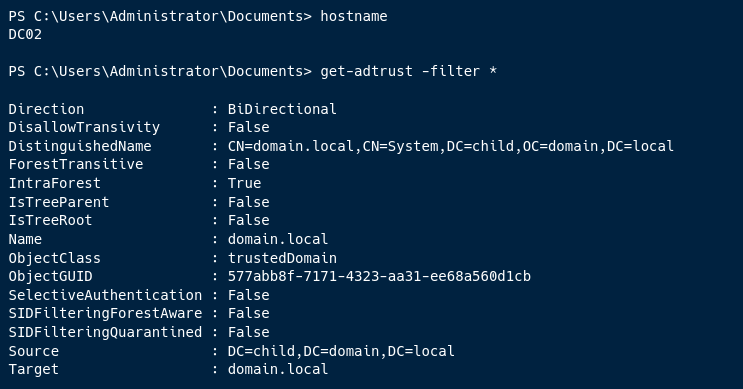 PS C:\Users\Administrator\Documents> hostname
DC02
PS C:\Users\Administrator\Documents> get-adtrust -filter *
Direction : BiDirectional
DisallowTransivity : False
DistinguishedName : CN=domain.local,CN=System,DC=child,OC=domain,DC=local
ForestTransitive : False
IntraForest : True
IsTreeParent : False
IsTreeRoot : False
Name : domain.local
ObjectClass : trustedDomain
ObjectGUID : 577abb8f-7171-4323-aa31-ee68a560d1cb
SelectiveAuthentication : False
SIDFilteringForestAware : False
SIDFilteringQuarantined : False
Source : DC=child,DC=domain,DC=local
Target : domain.local